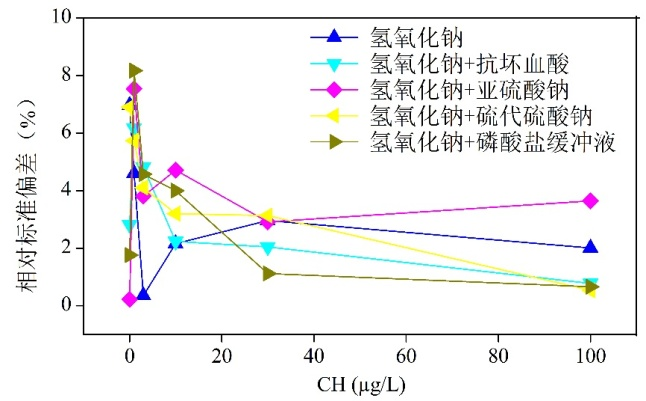 10
8
6
4
2
0
相对标准偏差（%）
氢氧化钠
氢氧化钠+抗坏血酸
氢氧化钠+亚硫酸钠
氢氧化钠+硫代硫酸钠
氢氧化钠+磷酸盐缓冲液
0 20 40 60 80 100
CH (μg/L)